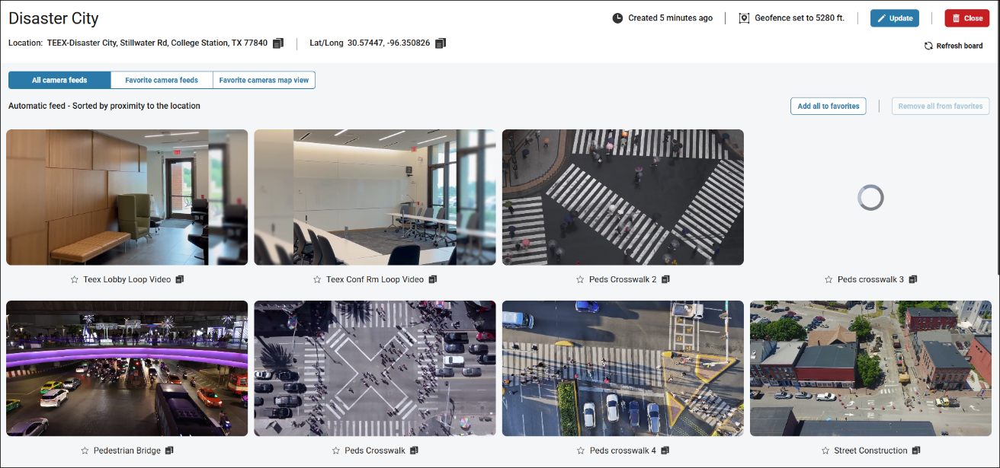 Disaster City
Created 5 minutes ago
Geofence set to 5280 ft.
Update
Close
Location: TEEX-Disaster City, Stillwater Rd, College Station, TX 77840
Lat/Long 30.57447, -96.350826
Refresh board
All camera feeds
Favorite camera feeds
Favorite cameras map view
Automatic feed - Sorted by proximity to the location
Add all to favorites
Remove all from favorites
Teex Lobby Loop Video
Teex Conf Rm Loop Video
Peds Crosswalk 2
Peds crosswalk 3
Pedestrian Bridge
Peds Crosswalk
Peds crosswalk 4
Street Construction